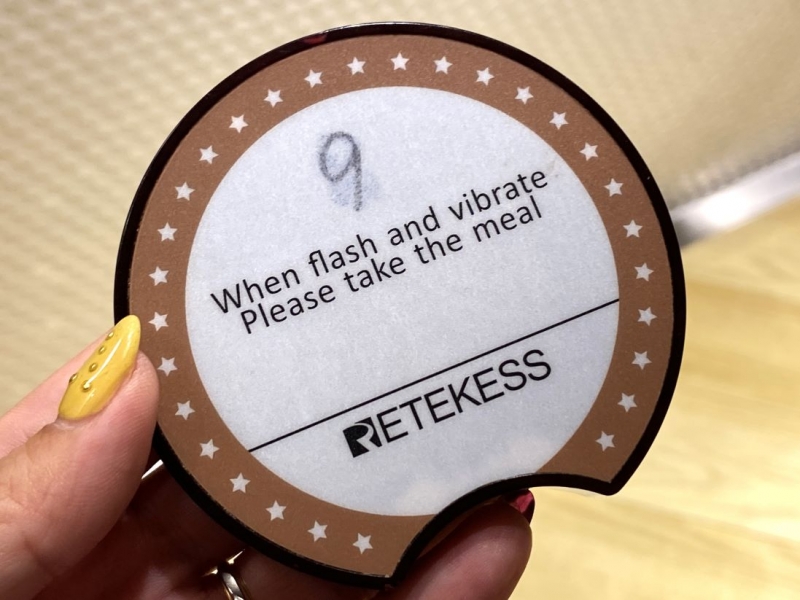 9
When flash and vibrate
Please take the meal
RETEKESS